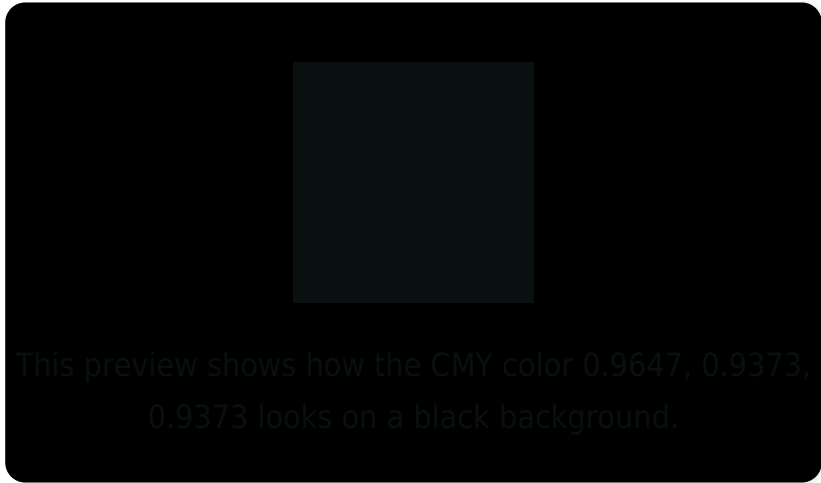 This preview shows how the CMY color 0.9647, 0.9373,
0.9373 looks on a black background.